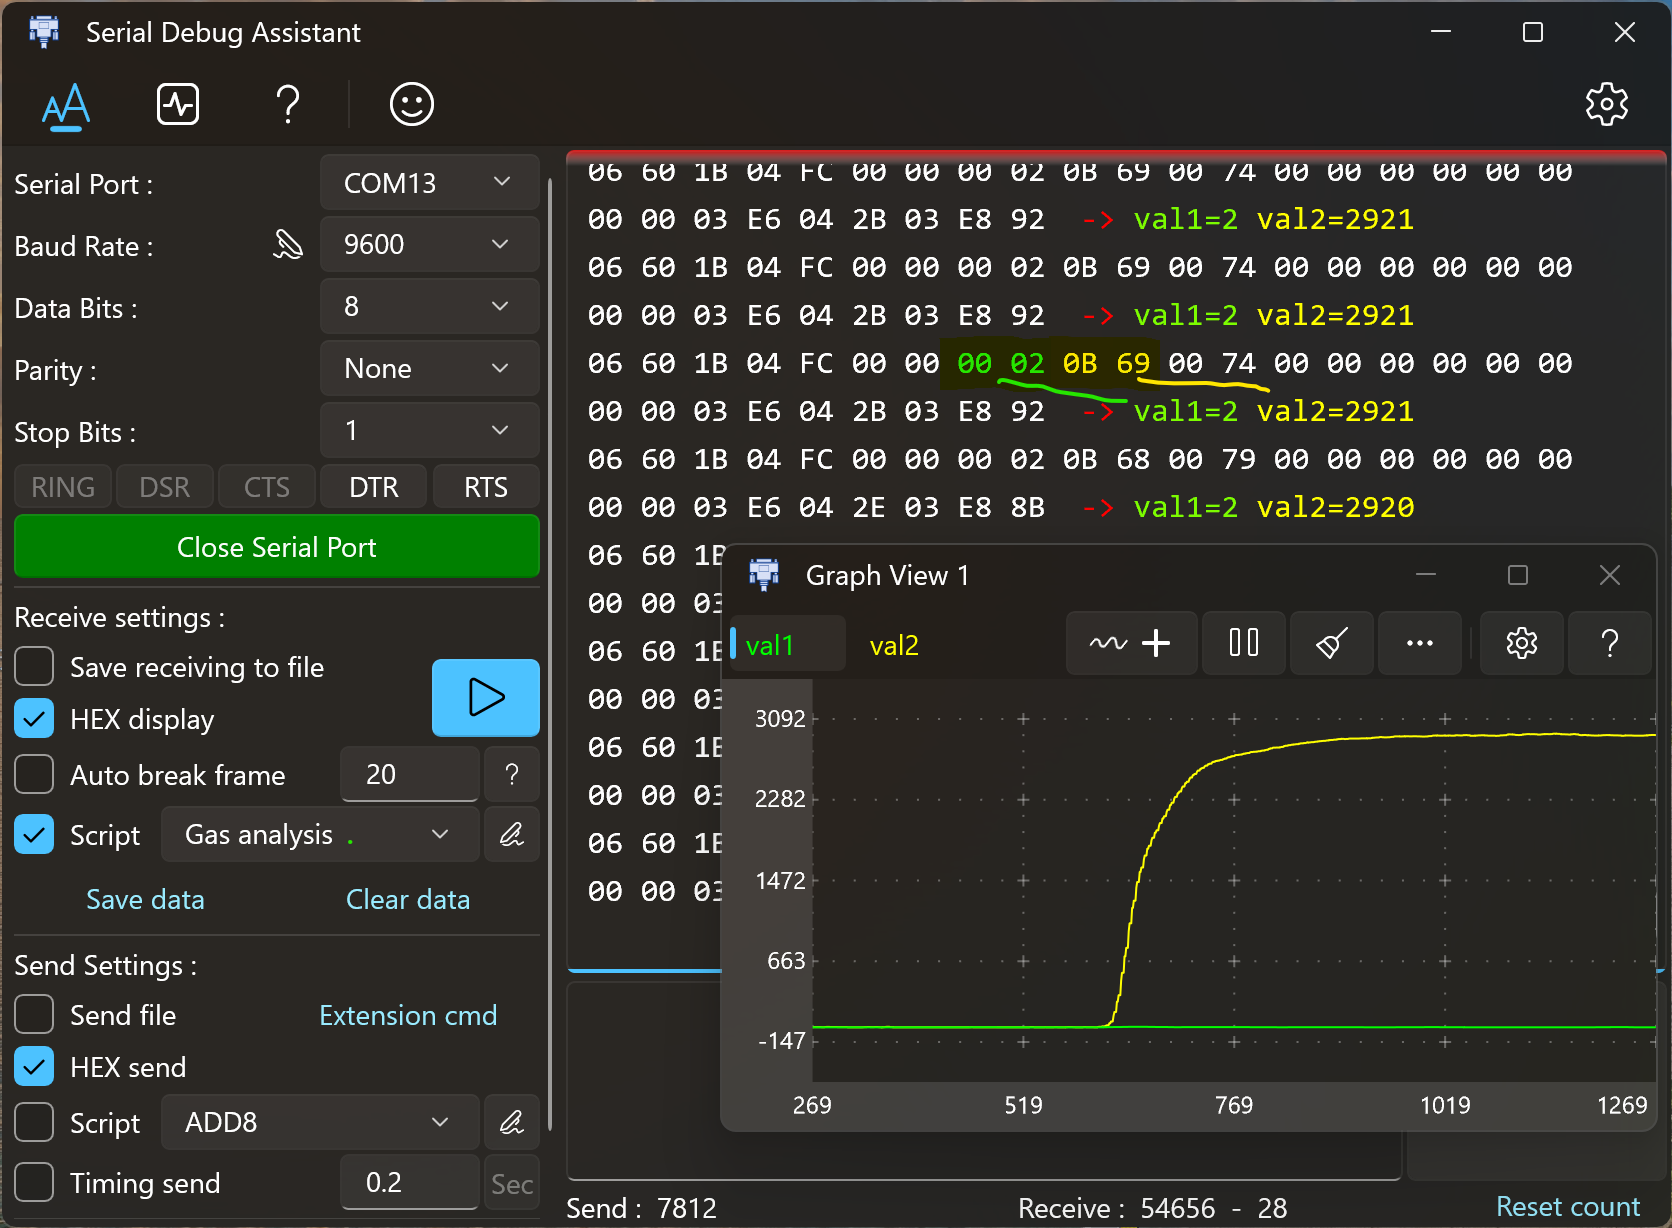 Serial Debug Assistant
Serial Port :
COM13
Baud Rate :
9600
Data Bits :
8
Parity :
None
Stop Bits :
1
RING DSR CTS DTR RTS
Close Serial Port
Receive settings :
Save receiving to file
HEX display
Auto break frame
20
?
Script
Gas analysis .
Save data
Clear data
Send Settings :
Send file
Extension cmd
HEX send
Script
ADD8
Timing send
0.2
Sec
06 60 1B 04 FC 00 00 00 02 0B 69 00 74 00 00 00 00 00 00
00 00 03 E6 04 2B 03 E8 92 -> val1=2 val2=2921
06 60 1B 04 FC 00 00 00 02 0B 69 00 74 00 00 00 00 00 00
00 00 03 E6 04 2B 03 E8 92 -> val1=2 val2=2921
06 60 1B 04 FC 00 00 00 02 0B 69 00 74 00 00 00 00 00 00
00 00 03 E6 04 2B 03 E8 92 -> val1=2 val2=2921
06 60 1B 04 FC 00 00 00 02 0B 68 00 79 00 00 00 00 00 00
00 00 03 E6 04 2E 03 E8 8B -> val1=2 val2=2920
06 60 1B
00 00 03
06 60 1B
00 00 03
06 60 1B
00 00 03
06 60 1B
00 00 03
Graph View 1
val1
val2
?
3092
2282
1472
663
-147
269 519 769 1019 1269
Send : 7812
Receive : 54656 - 28
Reset count